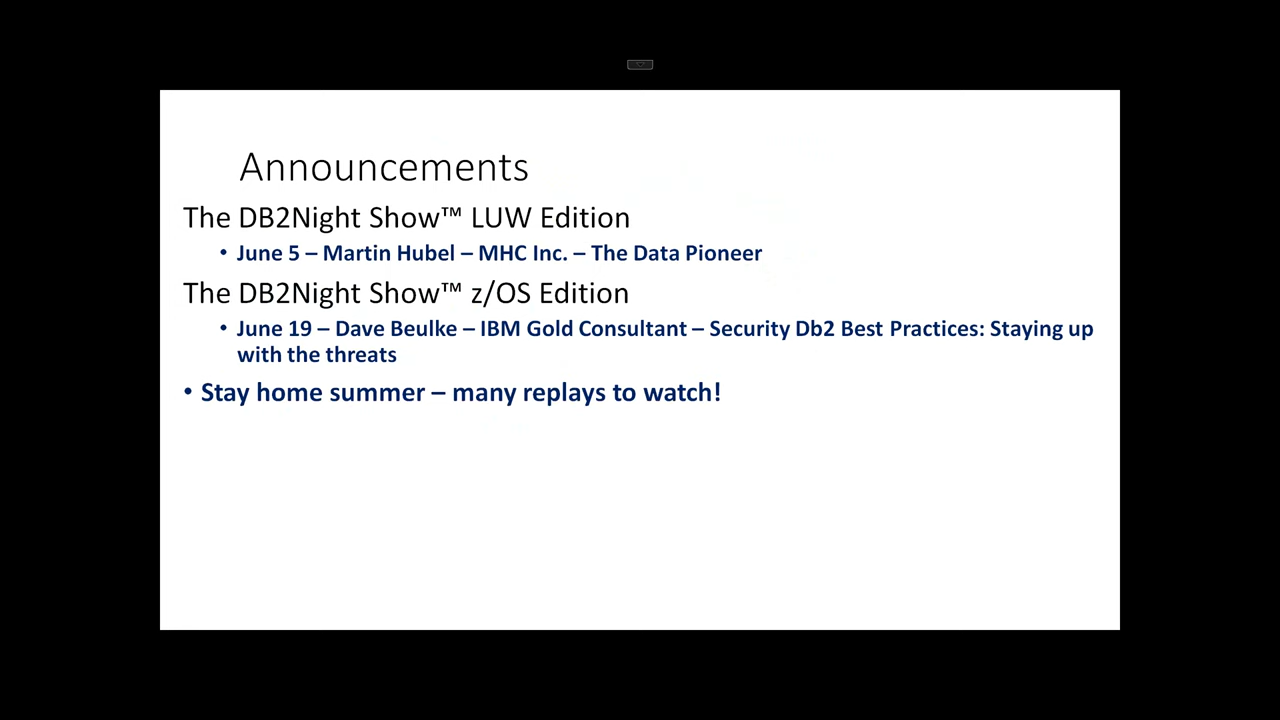 Announcements
The DB2Night Show™ LUW Edition
• June 5 – Martin Hubel – MHC Inc. – The Data Pioneer
The DB2Night Show™ z/OS Edition
• June 19 – Dave Beulke – IBM Gold Consultant – Security Db2 Best Practices: Staying up
with the threats
• Stay home summer – many replays to watch!